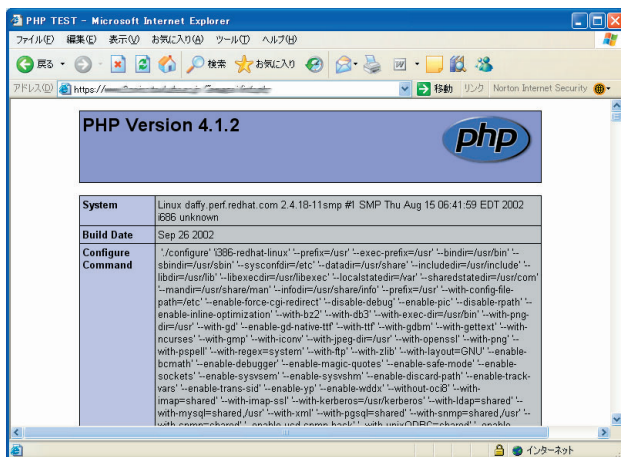 PHP TEST - Microsoft Internet Explorer
ファイル(F) 編集(E) 表示(V) お気に入り(A) ツール(T) ヘルプ(H)
戻る 検索 お気に入り
アドレス(D) https:// 移動 リンク Norton Internet Security
PHP Version 4.1.2
php
System Linux daffy.perf.redhat.com 2.4.18-11smp #1 SMP Thu Aug 15 06:41:59 EDT 2002
i686 unknown
Build Date Sep 26 2002
Configure './configure' 'i386-redhat-linux' '--prefix=/usr' '--exec-prefix=/usr' '--bindir=/usr/bin' '--
Command sbindir=/usr/sbin' '--sysconfdir=/etc' '--datadir=/usr/share' '--includedir=/usr/include' '--
libdir=/usr/lib' '--libexecdir=/usr/libexec' '--localstatedir=/var' '--sharedstatedir=/usr/com'
'--mandir=/usr/share/man' '--infodir=/usr/share/info' '--prefix=/usr' '--with-config-file-
path=/etc' '--enable-force-cgi-redirect' '--disable-debug' '--enable-pic' '--disable-rpath' '--
enable-inline-optimization' '--with-bz2' '--with-db3' '--with-exec-dir=/usr/bin' '--with-png-
dir=/usr' '--with-gd' '--enable-gd-native-ttf' '--with-ttf' '--with-gdbm' '--with-gettext' '--with-
ncurses' '--with-gmp' '--with-iconv' '--with-jpeg-dir=/usr' '--with-openssl' '--with-png' '--
with-pspell' '--with-regex=system' '--with-ftp' '--with-zlib' '--with-layout=GNU' '--enable-
bcmath' '--enable-debugger' '--enable-magic-quotes' '--enable-safe-mode' '--enable-
sockets' '--enable-sysvsem' '--enable-sysvshm' '--enable-discard-path' '--enable-track-
vars' '--enable-trans-sid' '--enable-yp' '--enable-wddx' '--without-oci8' '--with-
imap=shared' '--with-imap-ssl' '--with-kerberos=/usr/kerberos' '--with-ldap=shared' '--
with-mysql=shared,/usr' '--with-xml' '--with-pgsql=shared' '--with-snmp=shared,/usr' '--
with-snmp=shared' '--enable-ucd-snmp-hack' '--with-unixODBC=shared' '--enable-
インターネット